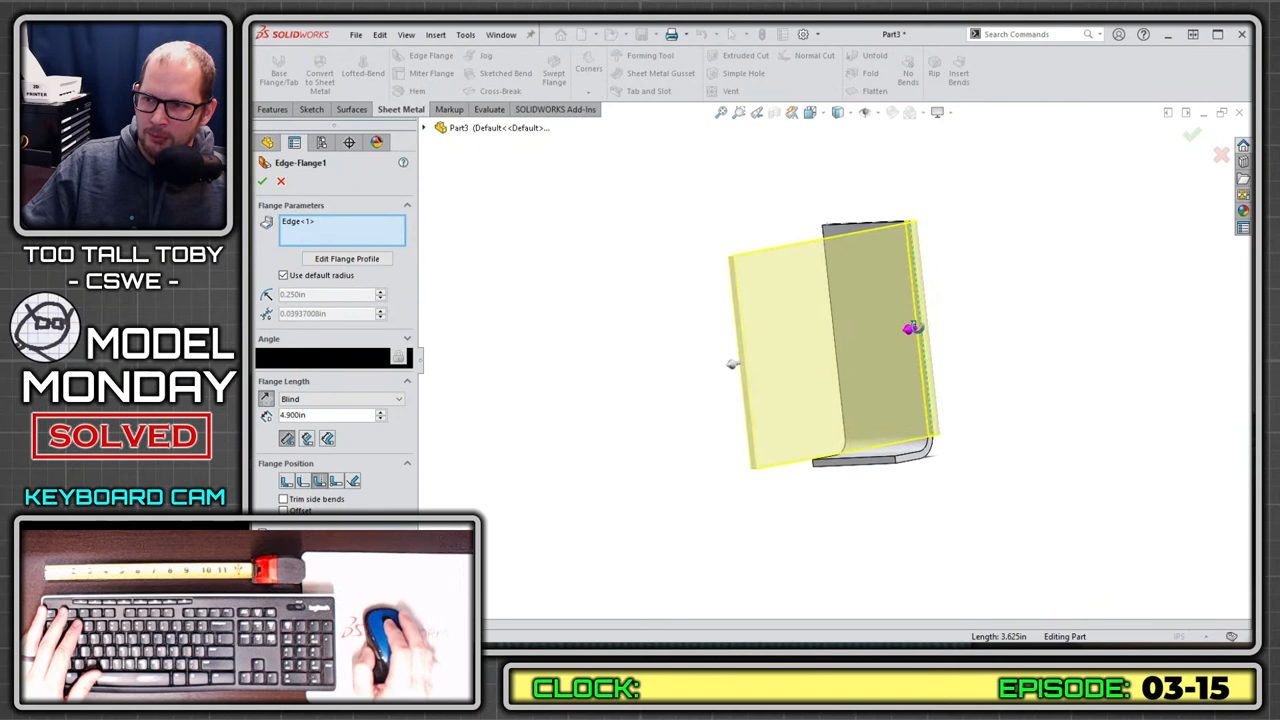 SOLIDWORKS
File
Edit
View
Insert
Tools
Window
Part3 *
Search Commands
Base
Flange/Tab
Convert
to Sheet
Metal
Lofted-Bend
Edge Flange
Miter Flange
Hem
Jog
Sketched Bend
Cross-Break
Swept
Flange
Corners
Forming Tool
Sheet Metal Gusset
Tab and Slot
Extruded Cut
Simple Hole
Vent
Normal Cut
Unfold
Fold
Flatten
No
Bends
Rip
Insert
Bends
Features
Sketch
Surfaces
Sheet Metal
Markup
Evaluate
SOLIDWORKS Add-Ins
Part3 (Default<<Default>...
Edge-Flange1
Flange Parameters
Edge<1>
Edit Flange Profile
Use default radius
0.250in
0.03937008in
Angle
Flange Length
Blind
4.900in
Flange Position
Trim side bends
Offset
Length: 3.625in
Editing Part
IPS
TOO TALL TOBY
- CSWE -
MODEL
MONDAY
SOLVED
KEYBOARD CAM
logitech
CLOCK:
EPISODE: 03-15